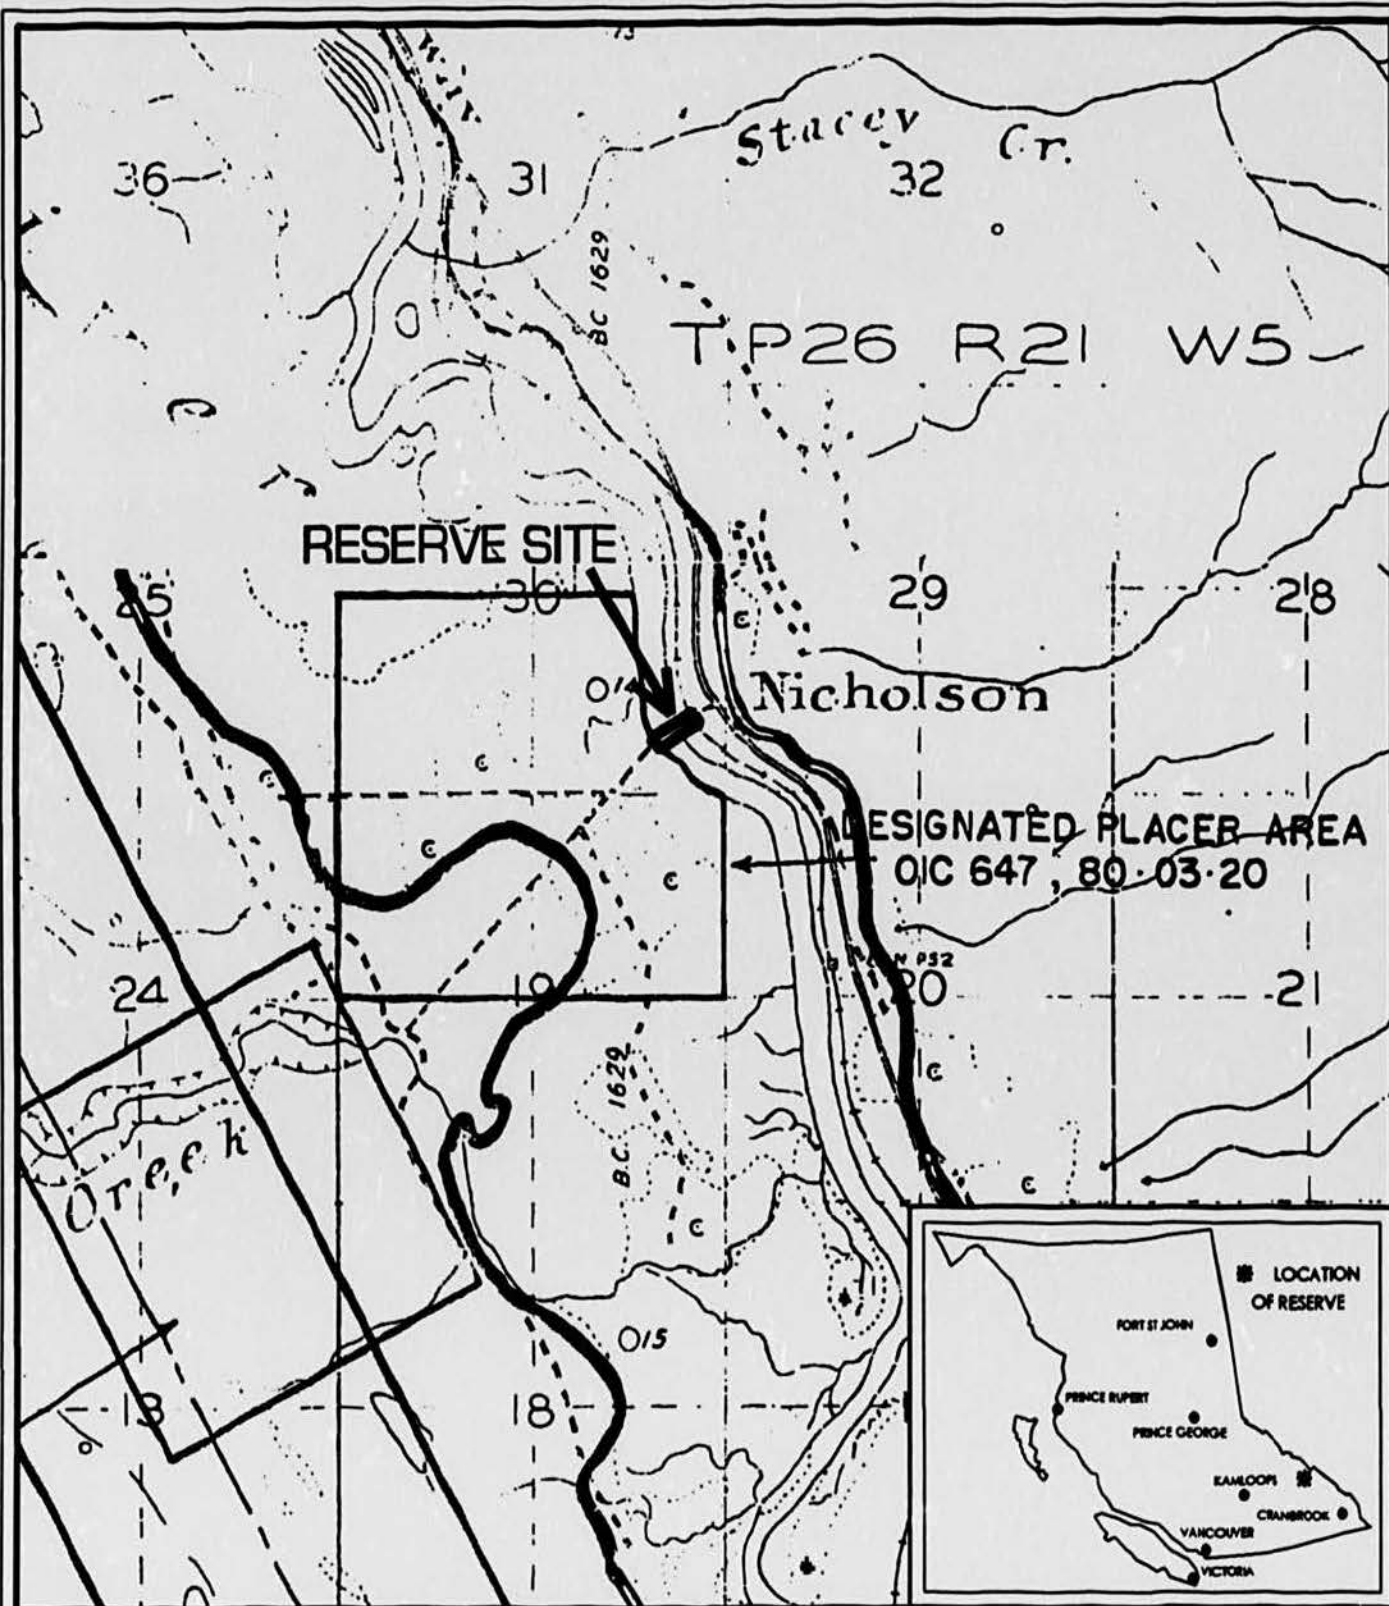 Stacey Cr.
36
31
32
BC 1629
TP26 R21 W5
RESERVE SITE
25
30
29
28
Nicholson
DESIGNATED PLACER AREA
OIC 647, 80·03·20
24
19
20
21
B.C. 1629
Creek
015
13
18
LOCATION
OF RESERVE
FORT ST JOHN
PRINCE RUPERT
PRINCE GEORGE
KAMLOOPS
CRANBROOK
VANCOUVER
VICTORIA